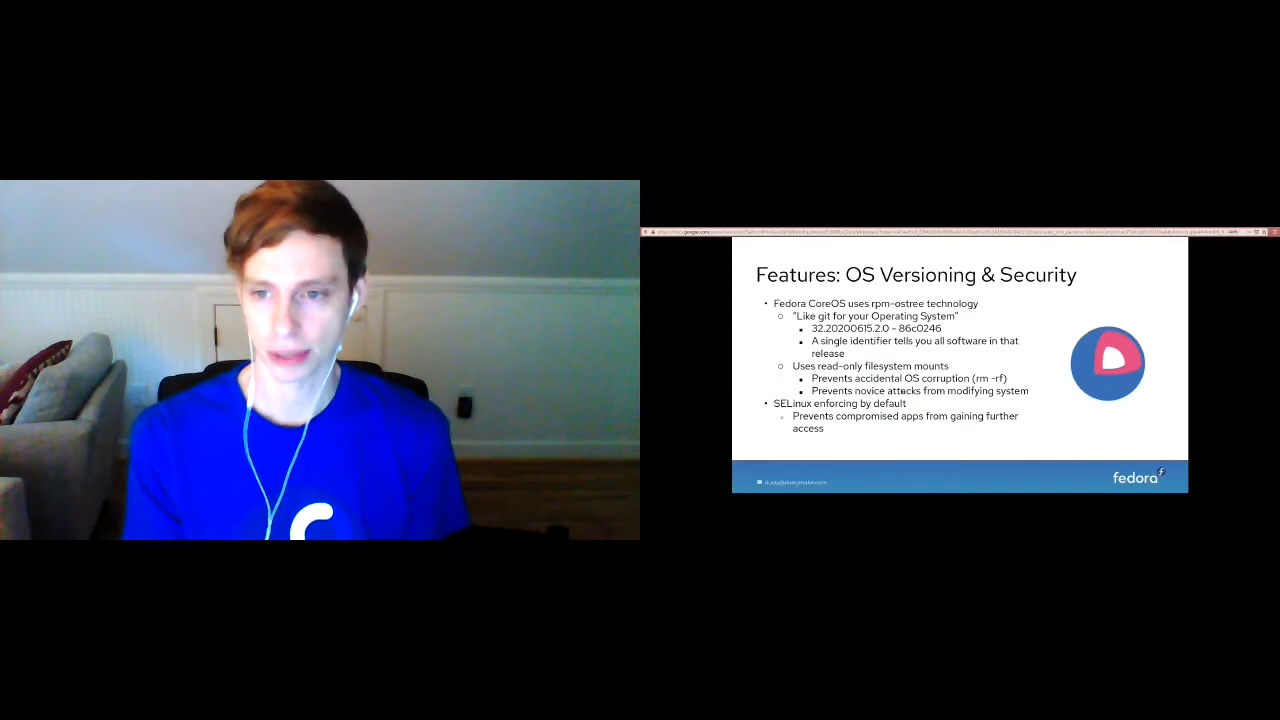 Features: OS Versioning & Security
• Fedora CoreOS uses rpm-ostree technology
○ “Like git for your Operating System”
▪ 32.20200615.2.0 - 86c0246
▪ A single identifier tells you all software in that
release
○ Uses read-only filesystem mounts
▪ Prevents accidental OS corruption (rm -rf)
▪ Prevents novice attacks from modifying system
• SELinux enforcing by default
○ Prevents compromised apps from gaining further
access
dusty@dustymabe.com
fedora